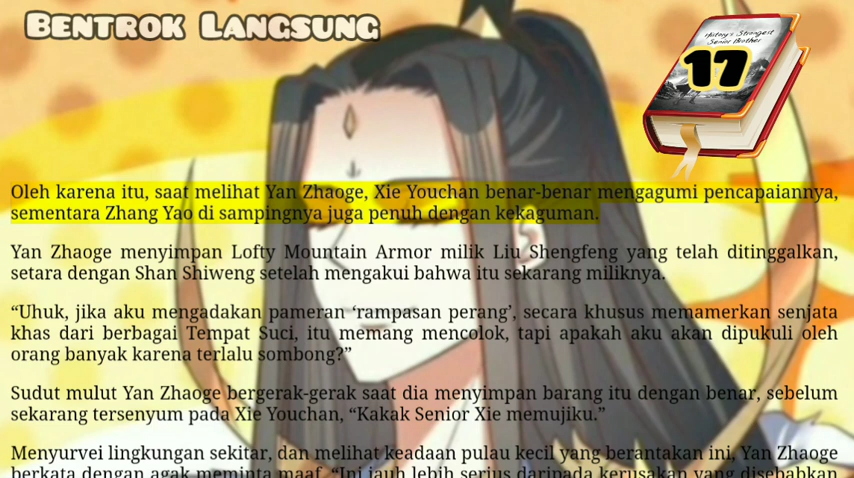 Bentrok Langsung
History's Strongest
Senior Brother
17
Oleh karena itu, saat melihat Yan Zhaoge, Xie Youchan benar-benar mengagumi pencapaiannya,
sementara Zhang Yao di sampingnya juga penuh dengan kekaguman.
Yan Zhaoge menyimpan Lofty Mountain Armor milik Liu Shengfeng yang telah ditinggalkan,
setara dengan Shan Shiweng setelah mengakui bahwa itu sekarang miliknya.
“Uhuk, jika aku mengadakan pameran ‘rampasan perang’, secara khusus memamerkan senjata
khas dari berbagai Tempat Suci, itu memang mencolok, tapi apakah aku akan dipukuli oleh
orang banyak karena terlalu sombong?”
Sudut mulut Yan Zhaoge bergerak-gerak saat dia menyimpan barang itu dengan benar, sebelum
sekarang tersenyum pada Xie Youchan, “Kakak Senior Xie memujiku.”
Menyurvei lingkungan sekitar, dan melihat keadaan pulau kecil yang berantakan ini, Yan Zhaoge
berkata dengan agak meminta maaf, “Ini jauh lebih serius daripada kerusakan yang disebabkan